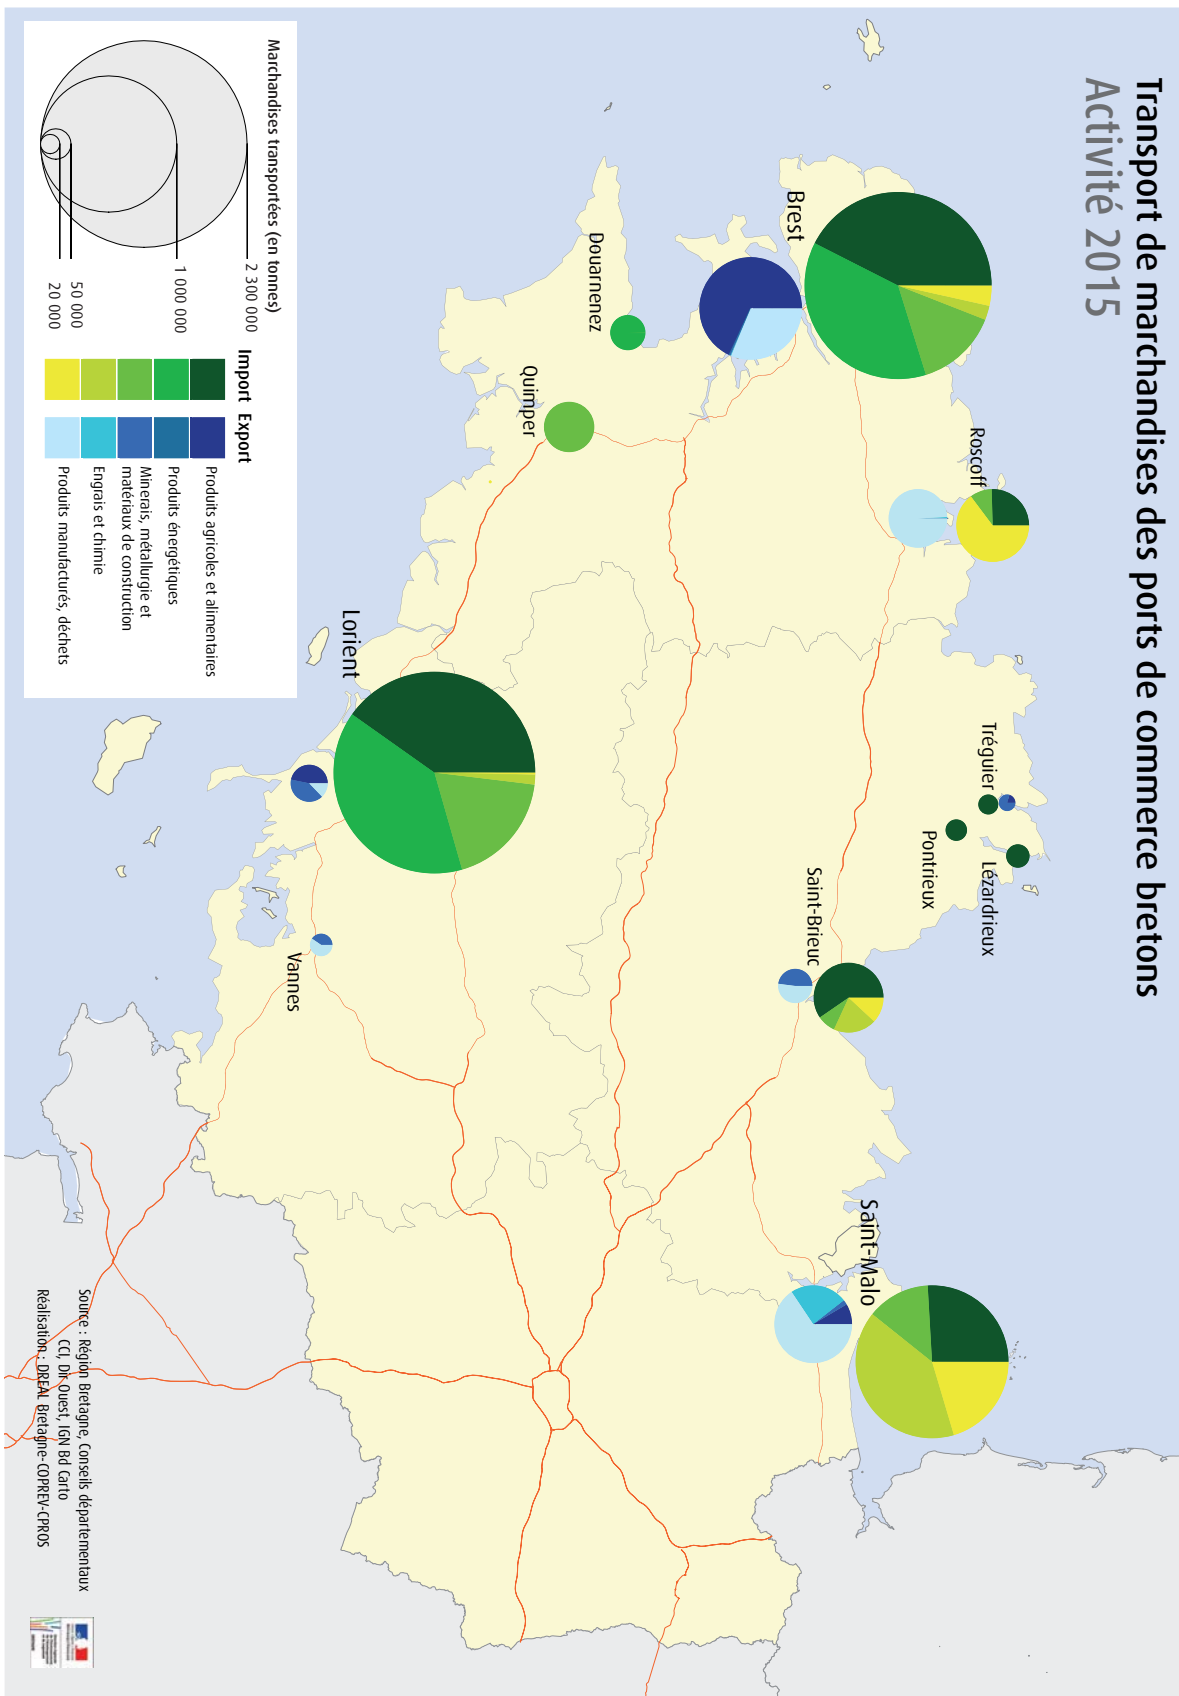 Transport de marchandises des ports de commerce bretons
Activité 2015
Brest
Roscoff
Tréguier
Lézardrieux
Pontrieux
Saint-Brieuc
Saint-Malo
Douarnenez
Quimper
Lorient
Vannes
Marchandises transportées (en tonnes)
2 300 000
1 000 000
50 000
20 000
Import Export
Produits agricoles et alimentaires
Produits énergétiques
Minerais, métallurgie et
matériaux de construction
Engrais et chimie
Produits manufacturés, déchets
Source : Région Bretagne, Conseils départementaux
CCI, Dir Ouest, IGN Bd Carto
Réalisation : DREAL Bretagne-COPREV-CPROS